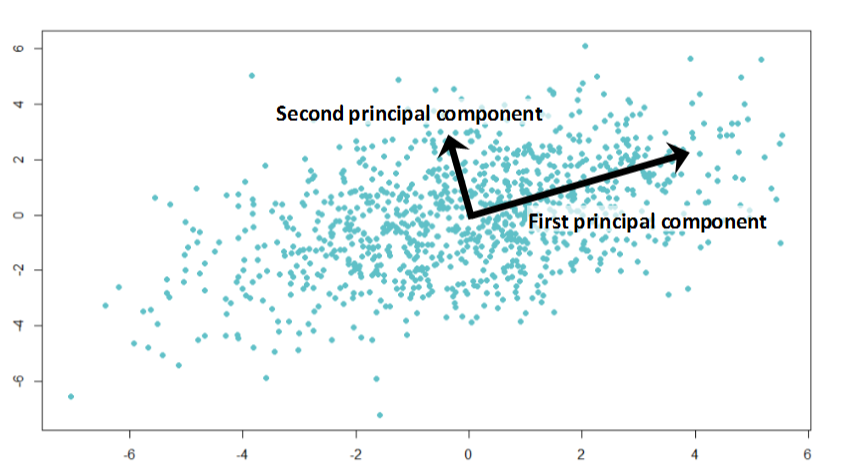 6
4
2
0
-2
-4
-6
Second principal component
First principal component
-6 -4 -2 0 2 4 6